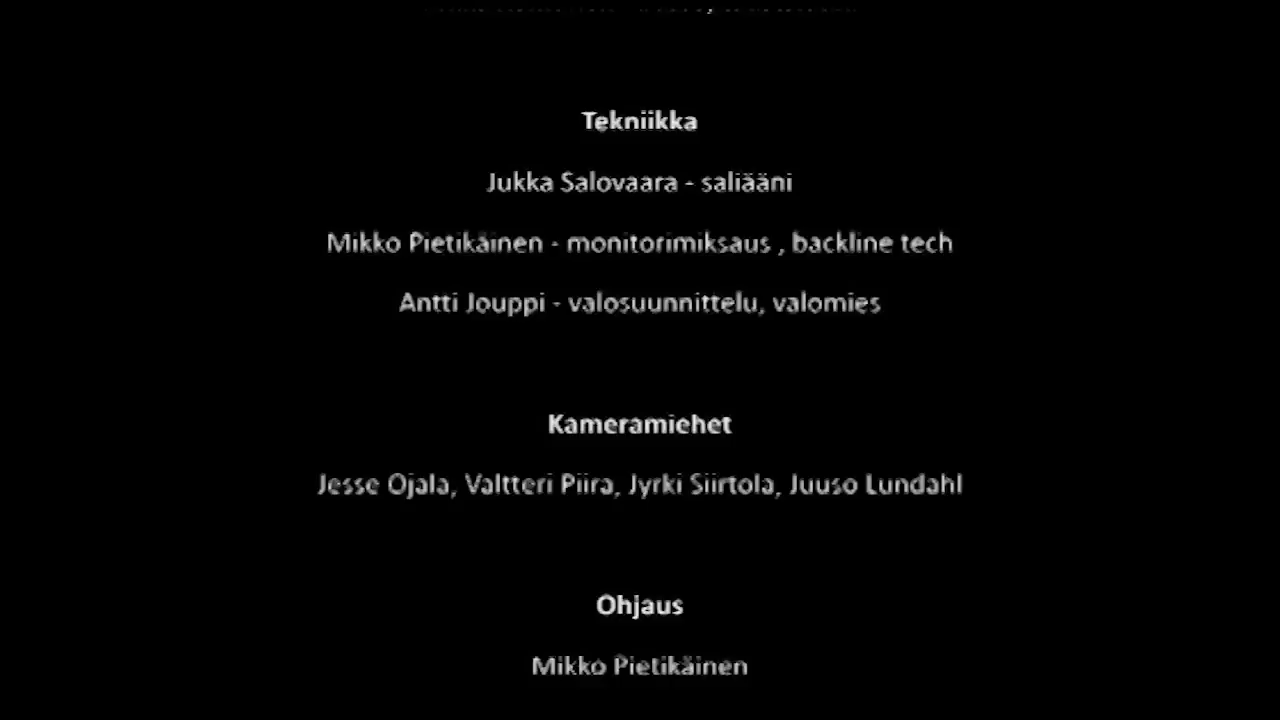 Tekniikka
Jukka Salovaara - saliääni
Mikko Pietikäinen - monitorimiksaus , backline tech
Antti Jouppi - valosuunnittelu, valomies
Kameramiehet
Jesse Ojala, Valtteri Piira, Jyrki Siirtola, Juuso Lundahl
Ohjaus
Mikko Pietikäinen